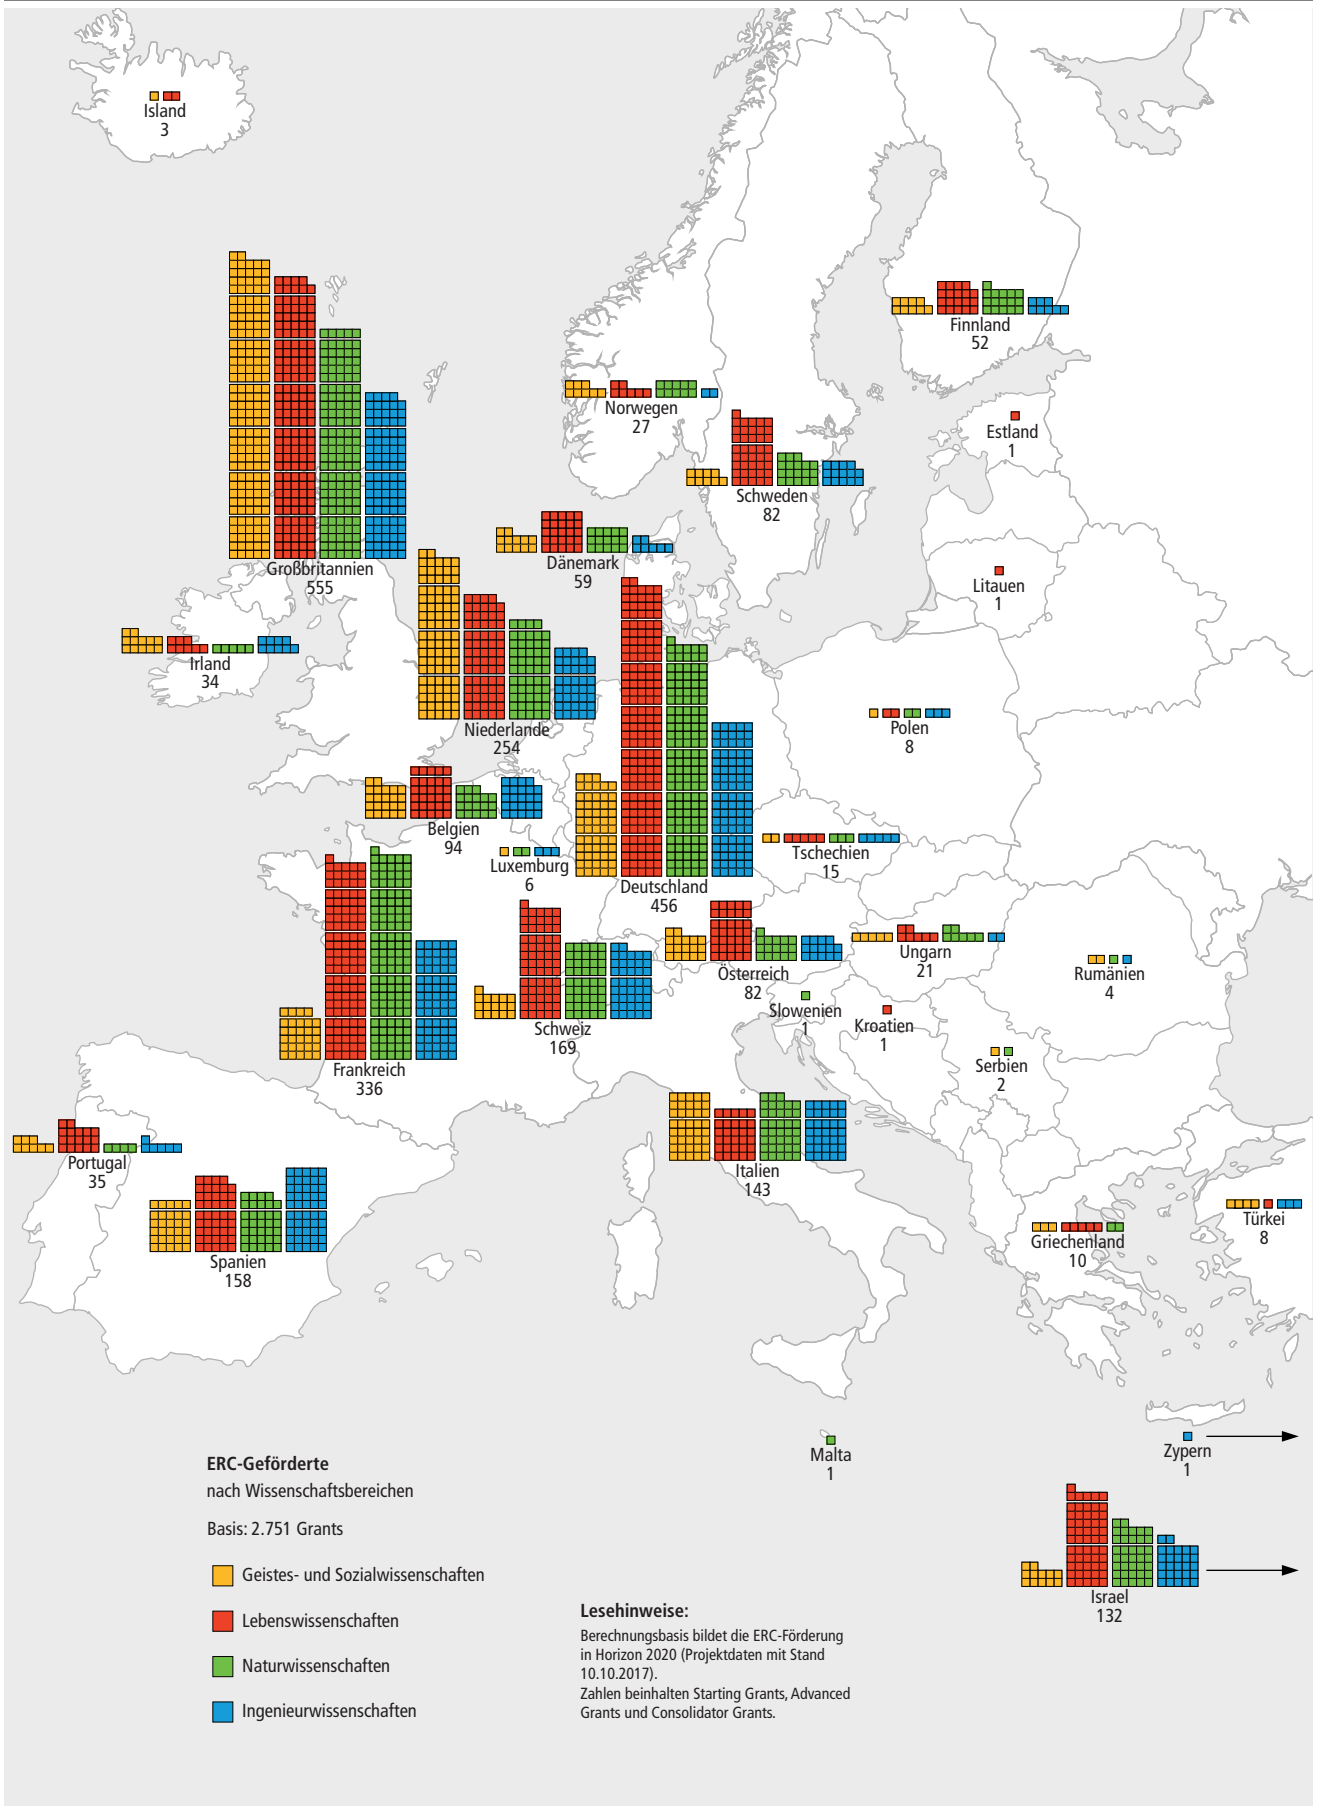 Island
3
Finnland
52
Norwegen
27
Estland
1
Schweden
82
Dänemark
59
Großbritannien
555
Litauen
1
Irland
34
Niederlande
254
Polen
8
Belgien
94
Tschechien
15
Luxemburg
6
Deutschland
456
Ungarn
21
Österreich
82
Rumänien
4
Slowenien
1
Kroatien
1
Schweiz
169
Frankreich
336
Serbien
2
Portugal
35
Italien
143
Türkei
8
Griechenland
10
Spanien
158
Malta
1
Zypern
1
Israel
132
ERC-Geförderte
nach Wissenschaftsbereichen
Basis: 2.751 Grants
Geistes- und Sozialwissenschaften
Lebenswissenschaften
Naturwissenschaften
Ingenieurwissenschaften
Lesehinweise:
Berechnungsbasis bildet die ERC-Förderung
in Horizon 2020 (Projektdaten mit Stand
10.10.2017).
Zahlen beinhalten Starting Grants, Advanced
Grants und Consolidator Grants.